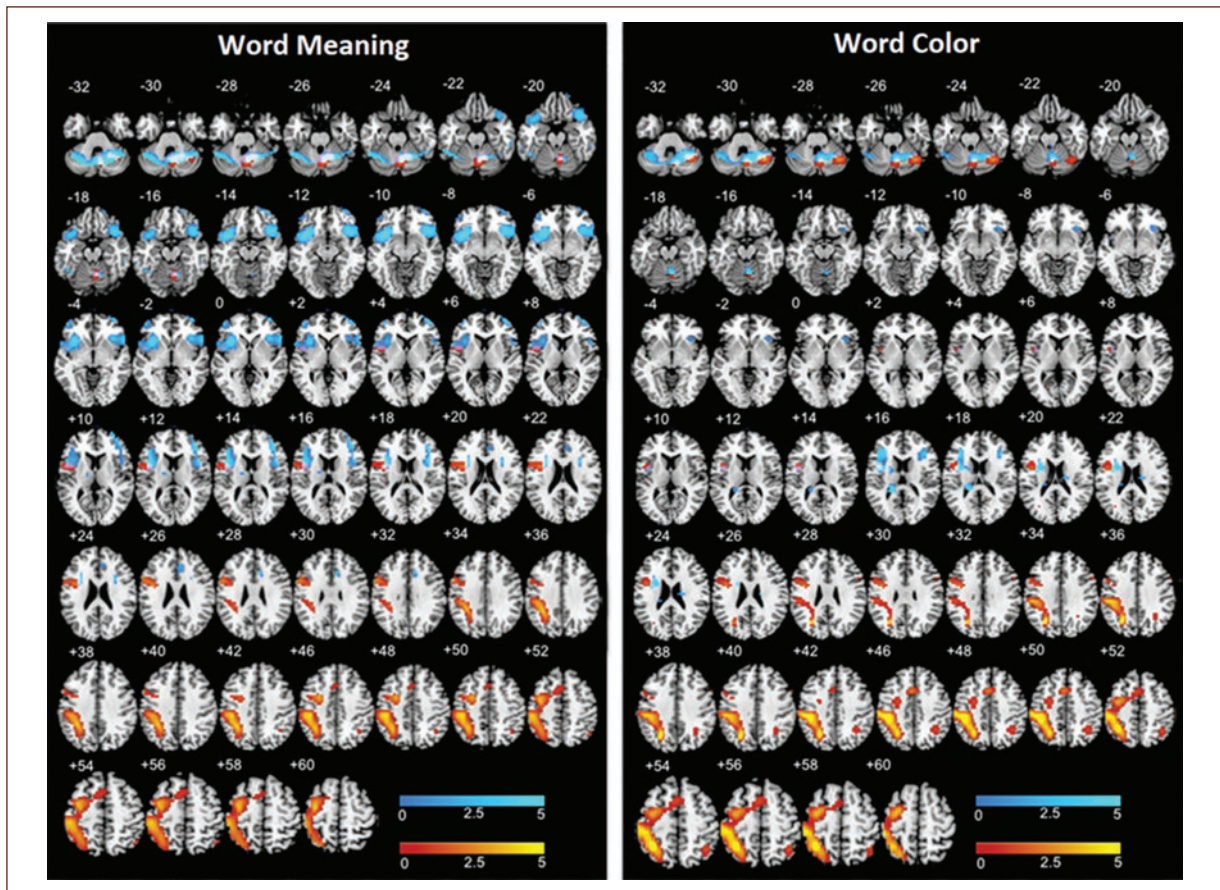 Word Meaning
-32 -30 -28 -26 -24 -22 -20
-18 -16 -14 -12 -10 -8 -6
-4 -2 0 +2 +4 +6 +8
+10 +12 +14 +16 +18 +20 +22
+24 +26 +28 +30 +32 +34 +36
+38 +40 +42 +46 +48 +50 +52
+54 +56 +58 +60
0 2.5 5
0 2.5 5
Word Color
-32 -30 -28 -26 -24 -22 -20
-18 -16 -14 -12 -10 -8 -6
-4 -2 0 +2 +4 +6 +8
+10 +12 +14 +16 +18 +20 +22
+24 +26 +28 +30 +32 +34 +36
+38 +40 +42 +46 +48 +50 +52
+54 +56 +58 +60
0 2.5 5
0 2.5 5